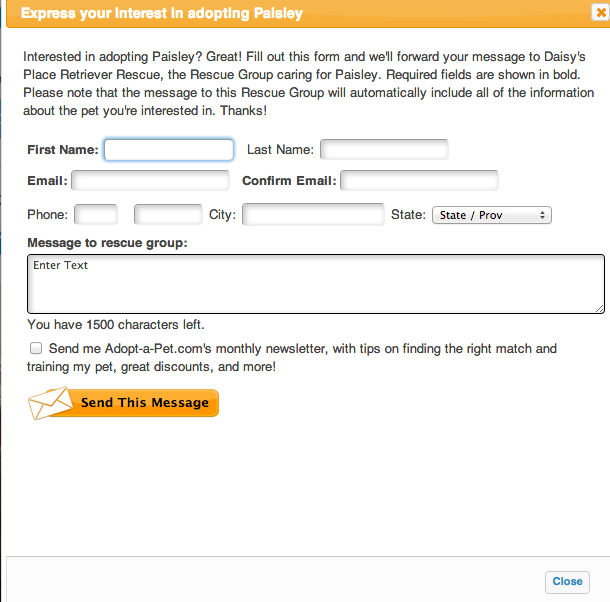 Express your interest in adopting Paisley
Interested in adopting Paisley? Great! Fill out this form and we'll forward your message to Daisy's
Place Retriever Rescue, the Rescue Group caring for Paisley. Required fields are shown in bold.
Please note that the message to this Rescue Group will automatically include all of the information
about the pet you're interested in. Thanks!
First Name: Last Name:
Email: Confirm Email:
Phone: City: State: State / Prov
Message to rescue group:
Enter Text
You have 1500 characters left.
Send me Adopt-a-Pet.com's monthly newsletter, with tips on finding the right match and
training my pet, great discounts, and more!
Send This Message
Close